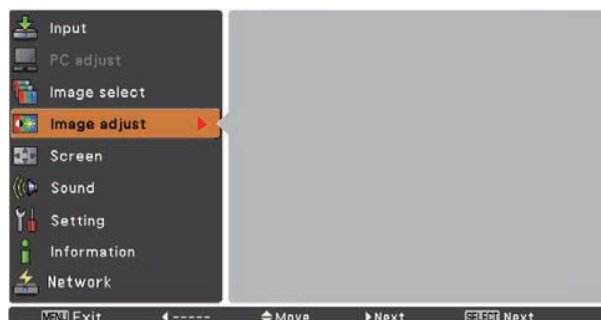 Input
PC adjust
Image select
Image adjust
Screen
Sound
Setting
Information
Network
MENU Exit ◀ ----- ◆ Move ▶ Next SELECT Next